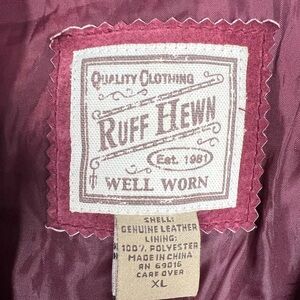 QUALITY CLOTHING
RUFF HEWN
Est. 1981
WELL WORN
SHELL:
GENUINE LEATHER
LINING:
100% POLYESTER
MADE IN CHINA
RN 69016
CARE OVER
XL